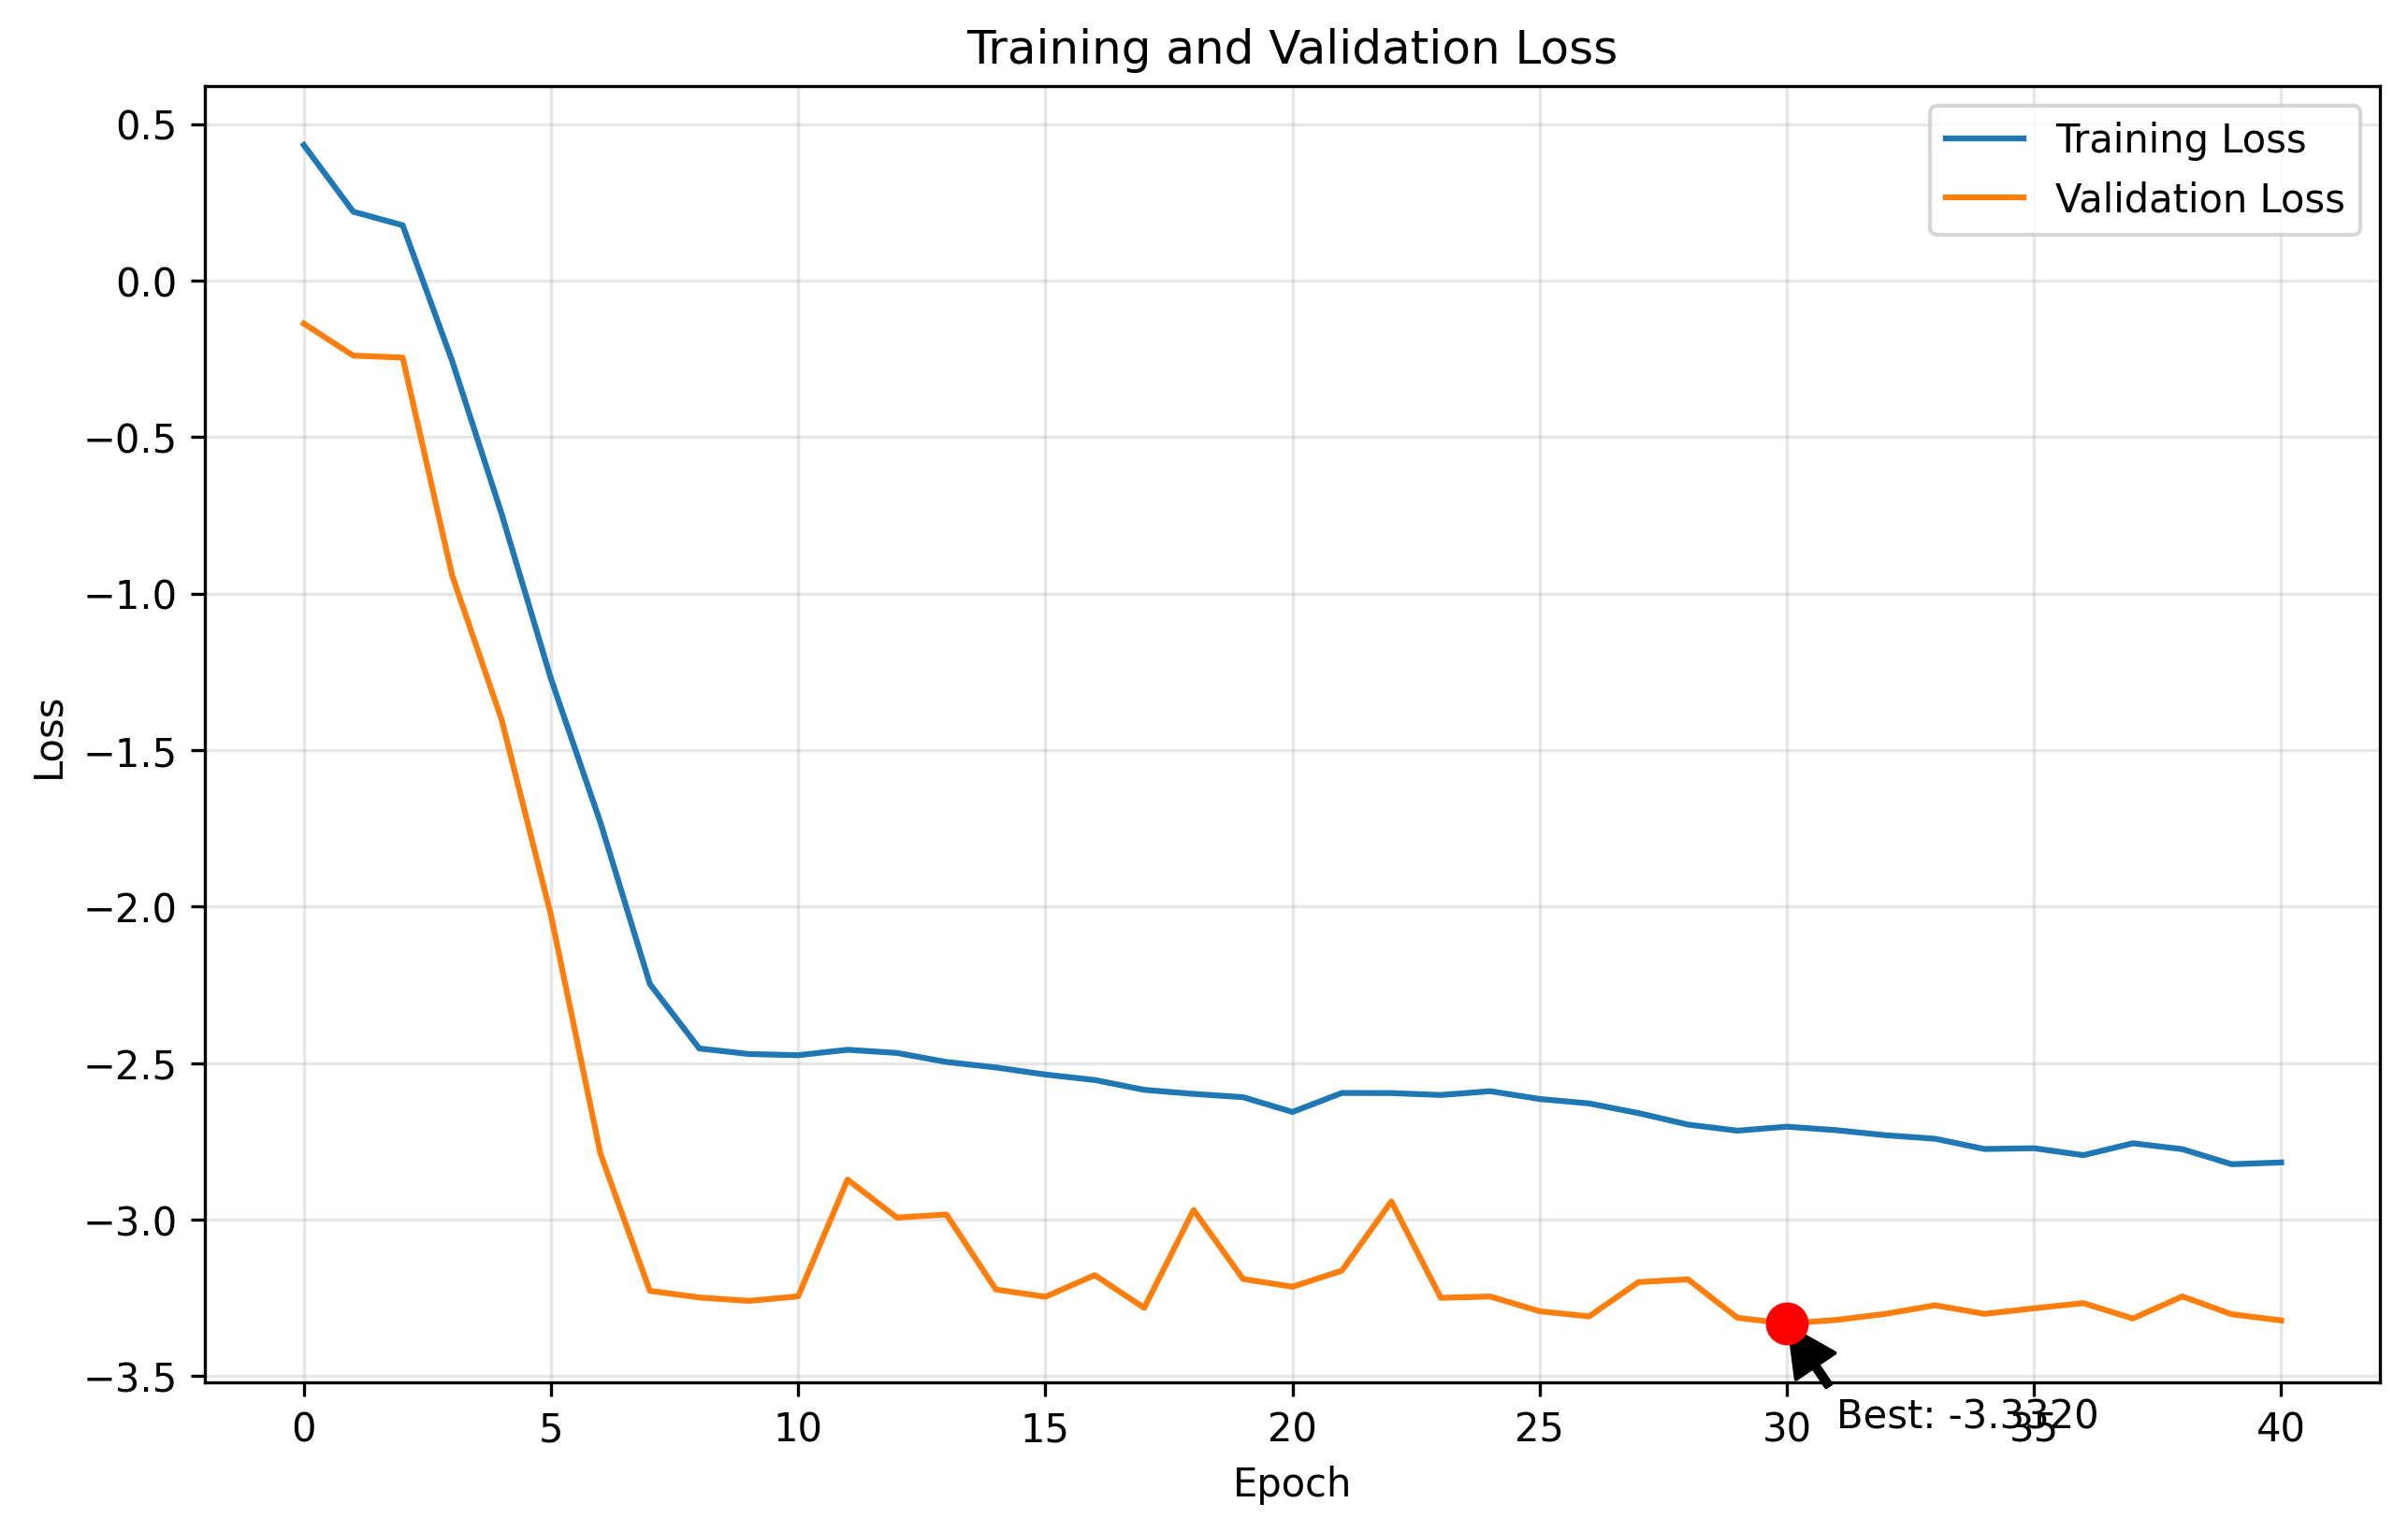 Training and Validation Loss
Training Loss
Validation Loss
0.5
0.0
−0.5
−1.0
−1.5
−2.0
−2.5
−3.0
−3.5
Loss
0 5 10 15 20 25 30 35 40
Best: -3.3320
Epoch